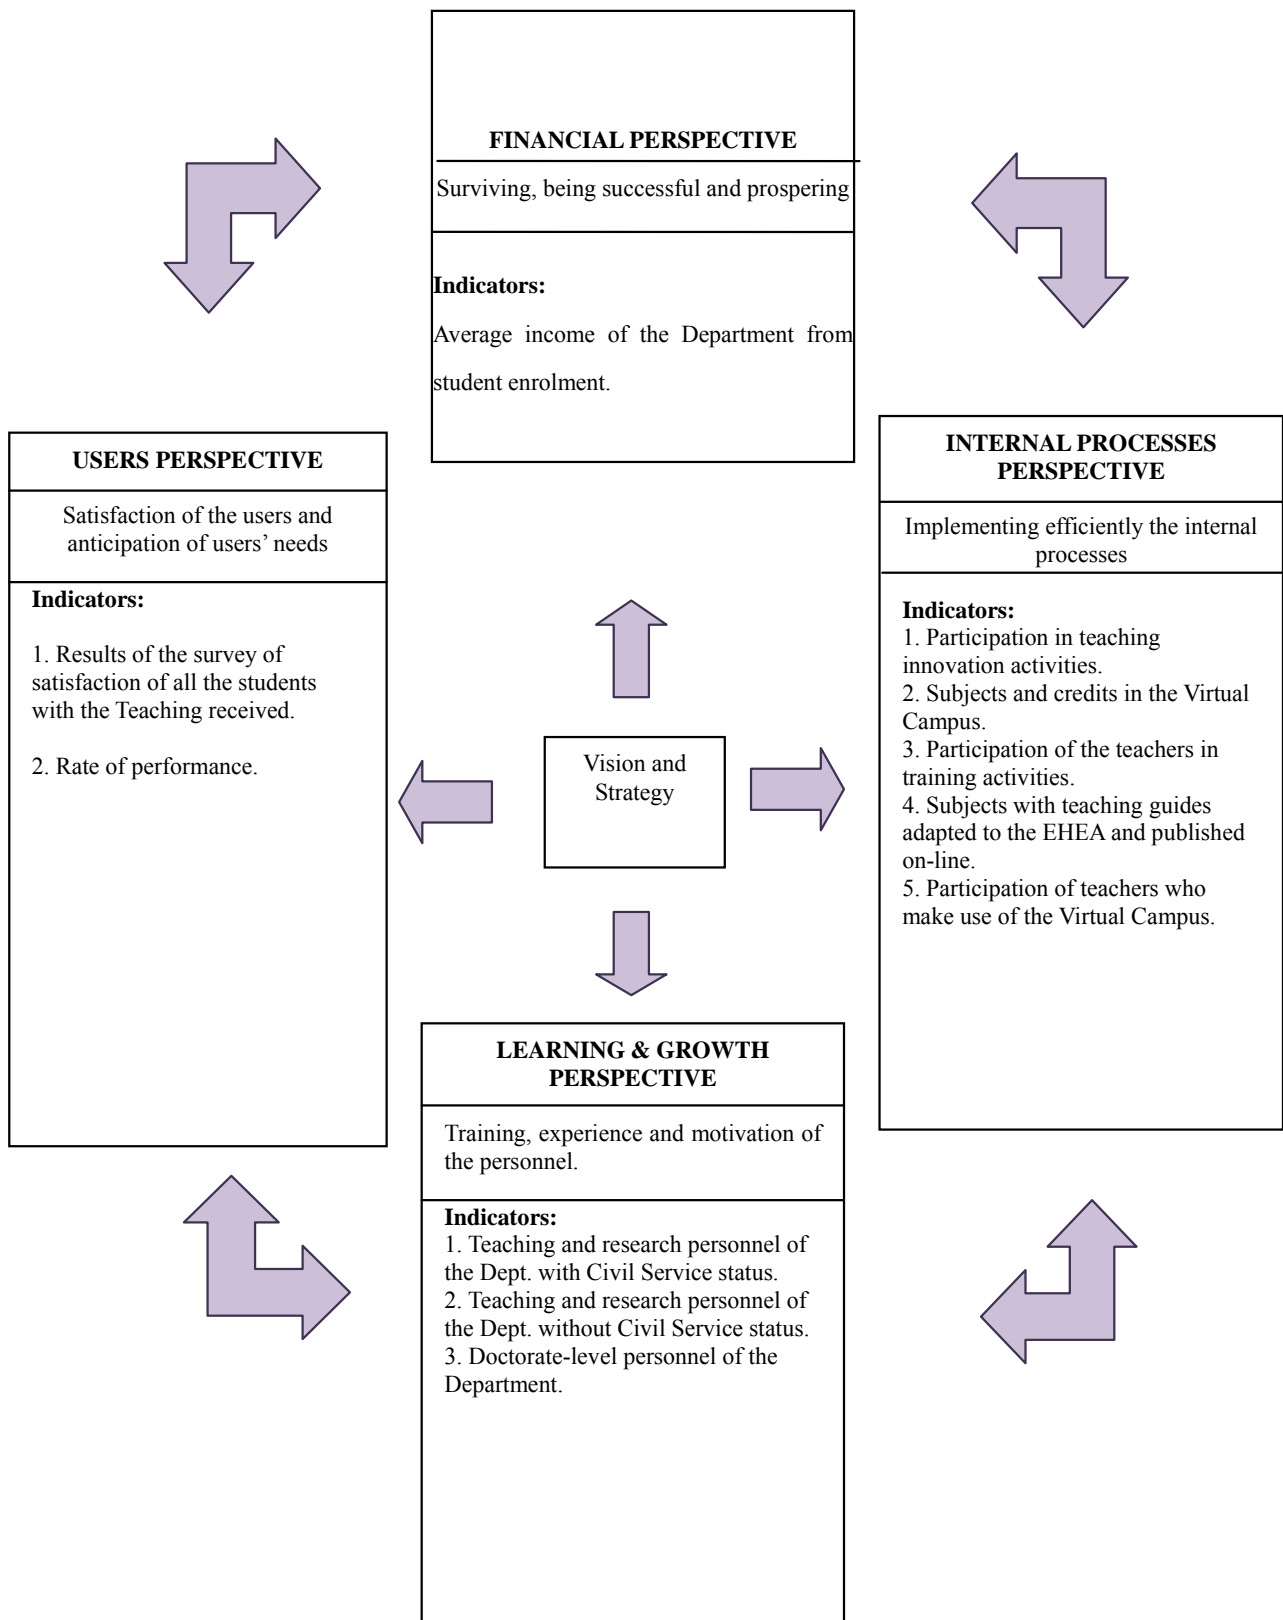 FINANCIAL PERSPECTIVE
Surviving, being successful and prospering
Indicators:
Average income of the Department from
student enrolment.
USERS PERSPECTIVE
Satisfaction of the users and
anticipation of users’ needs
Indicators:
1. Results of the survey of
satisfaction of all the students
with the Teaching received.
2. Rate of performance.
Vision and
Strategy
INTERNAL PROCESSES
PERSPECTIVE
Implementing efficiently the internal
processes
Indicators:
1. Participation in teaching
innovation activities.
2. Subjects and credits in the Virtual
Campus.
3. Participation of the teachers in
training activities.
4. Subjects with teaching guides
adapted to the EHEA and published
on-line.
5. Participation of teachers who
make use of the Virtual Campus.
LEARNING & GROWTH
PERSPECTIVE
Training, experience and motivation of
the personnel.
Indicators:
1. Teaching and research personnel of
the Dept. with Civil Service status.
2. Teaching and research personnel of
the Dept. without Civil Service status.
3. Doctorate-level personnel of the
Department.